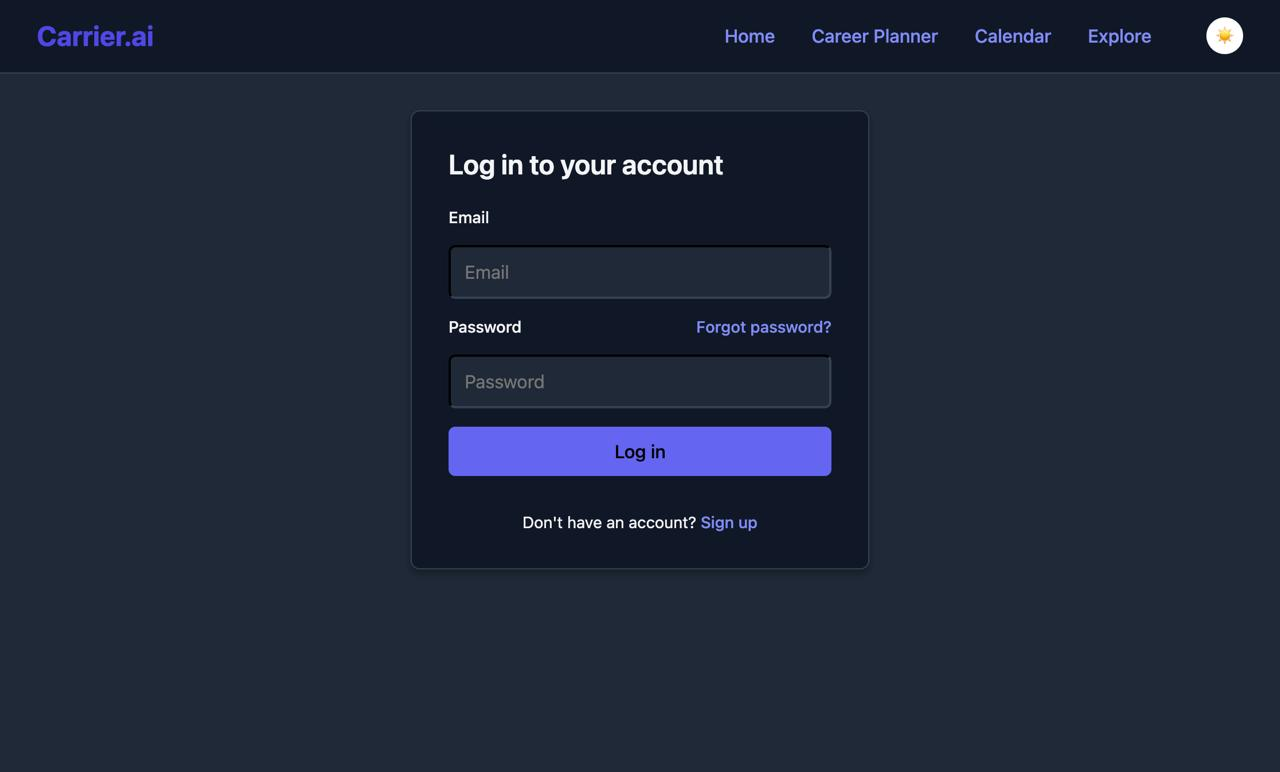 Carrier.ai Home Career Planner Calendar Explore
Log in to your account
Email
Email
Password Forgot password?
Password
Log in
Don't have an account? Sign up